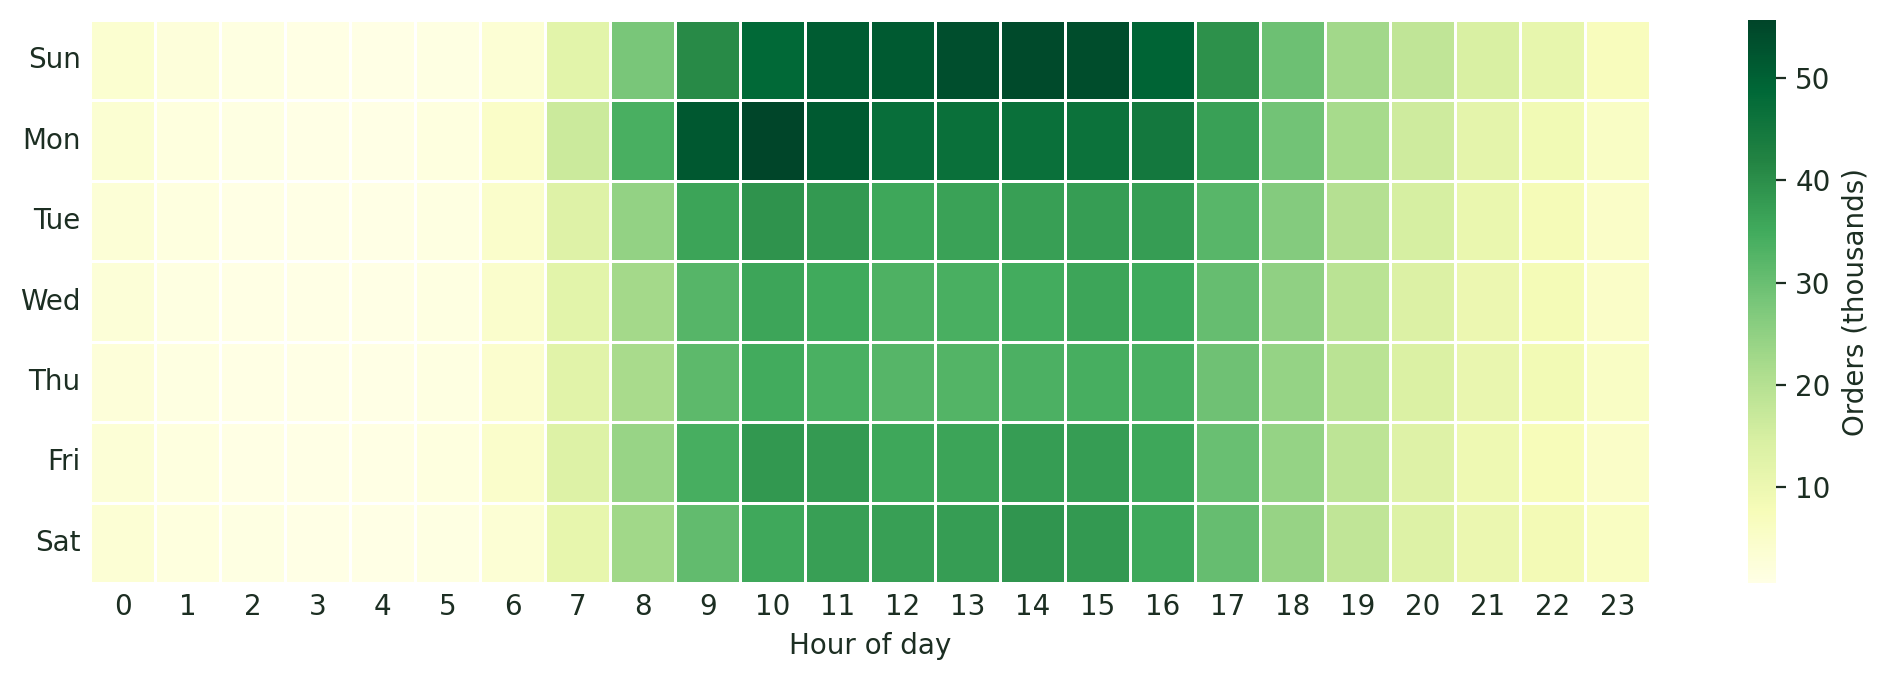 Sun
Mon
Tue
Wed
Thu
Fri
Sat
0 1 2 3 4 5 6 7 8 9 10 11 12 13 14 15 16 17 18 19 20 21 22 23
Hour of day
50
40
30
20
10
Orders (thousands)